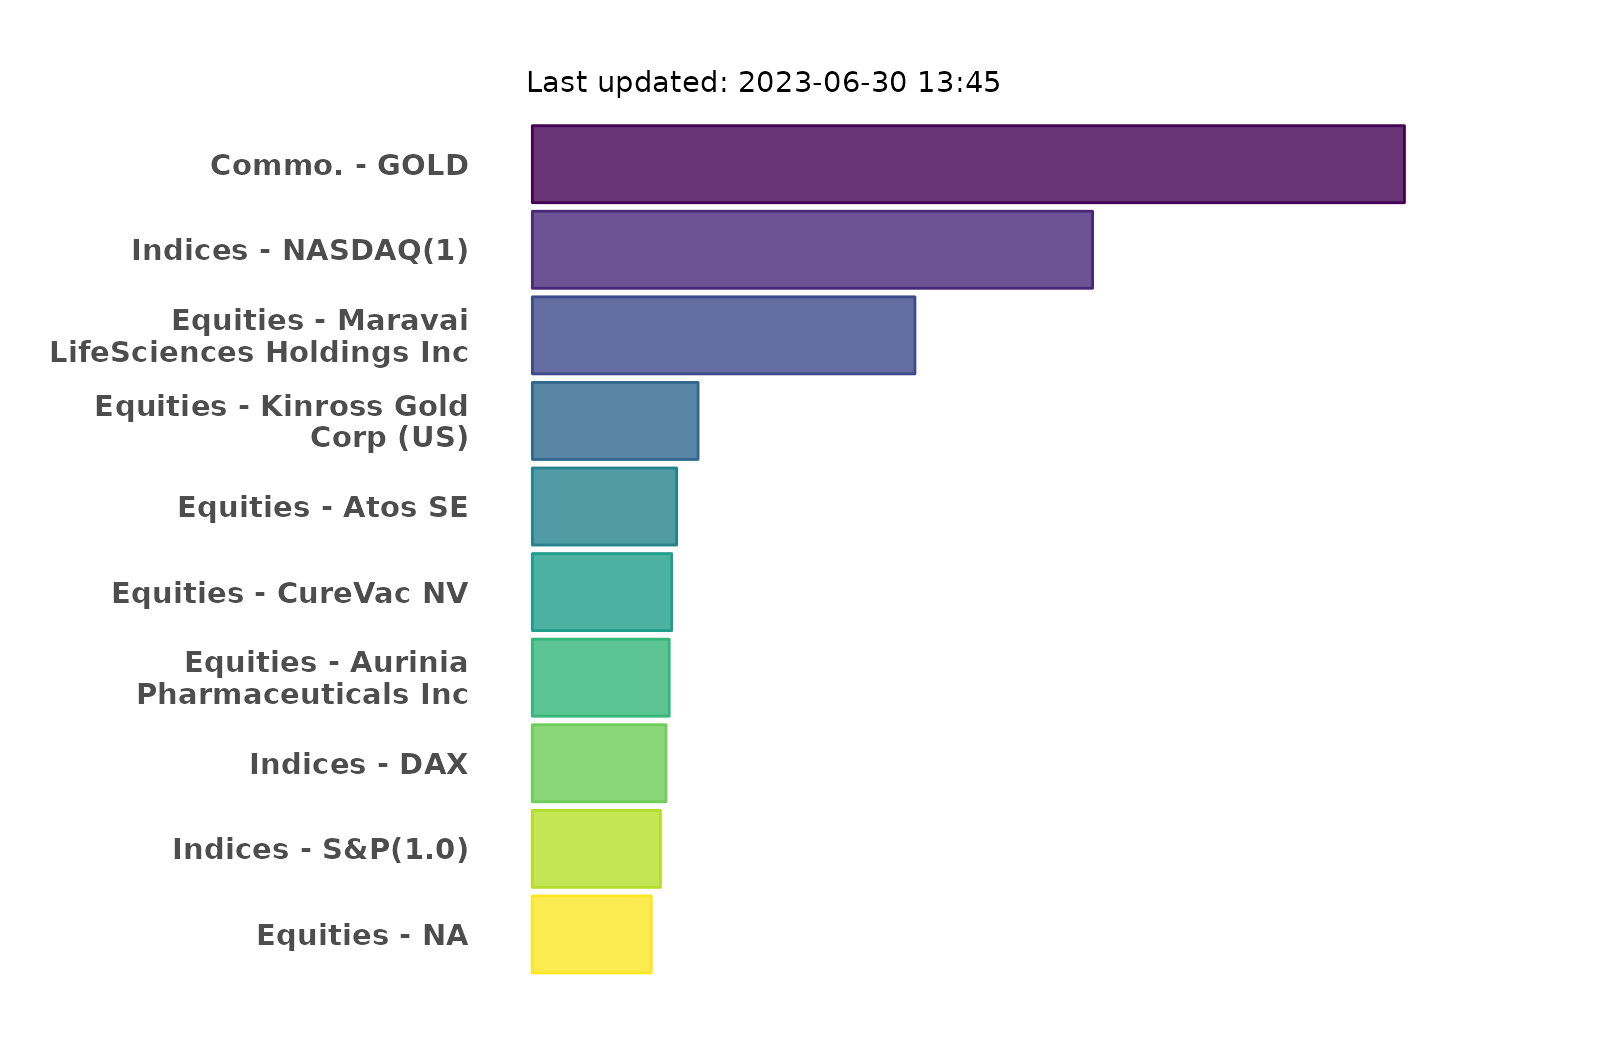 Last updated: 2023-06-30 13:45
Commo. - GOLD
Indices - NASDAQ(1)
Equities - Maravai
LifeSciences Holdings Inc
Equities - Kinross Gold
Corp (US)
Equities - Atos SE
Equities - CureVac NV
Equities - Aurinia
Pharmaceuticals Inc
Indices - DAX
Indices - S&P(1.0)
Equities - NA